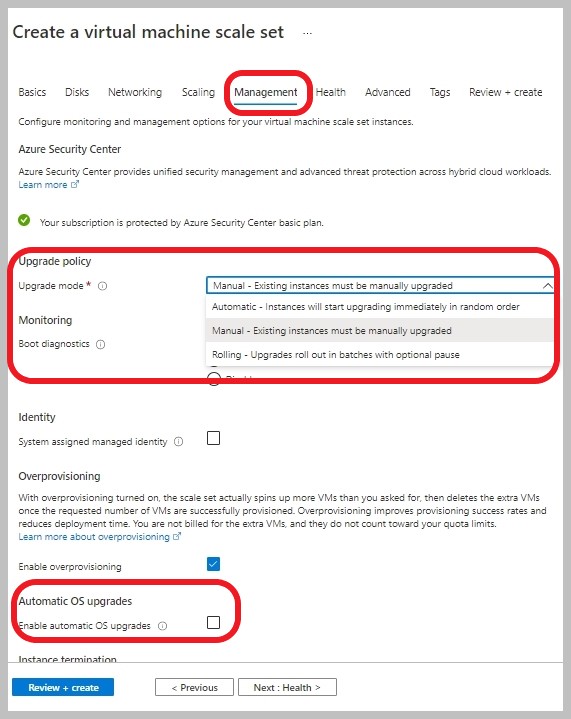 Create a virtual machine scale set ...
Basics Disks Networking Scaling Management Health Advanced Tags Review + create
Configure monitoring and management options for your virtual machine scale set instances.
Azure Security Center
Azure Security Center provides unified security management and advanced threat protection across hybrid cloud workloads.
Learn more
Your subscription is protected by Azure Security Center basic plan.
Upgrade policy
Upgrade mode * Manual - Existing instances must be manually upgraded
Automatic - Instances will start upgrading immediately in random order
Monitoring
Manual - Existing instances must be manually upgraded
Boot diagnostics
Rolling - Upgrades roll out in batches with optional pause
Identity
System assigned managed identity
Overprovisioning
With overprovisioning turned on, the scale set actually spins up more VMs than you asked for, then deletes the extra VMs
once the requested number of VMs are successfully provisioned. Overprovisioning improves provisioning success rates and
reduces deployment time. You are not billed for the extra VMs, and they do not count toward your quota limits.
Learn more about overprovisioning
Enable overprovisioning
Automatic OS upgrades
Enable automatic OS upgrades
Instance termination
Review + create < Previous Next : Health >